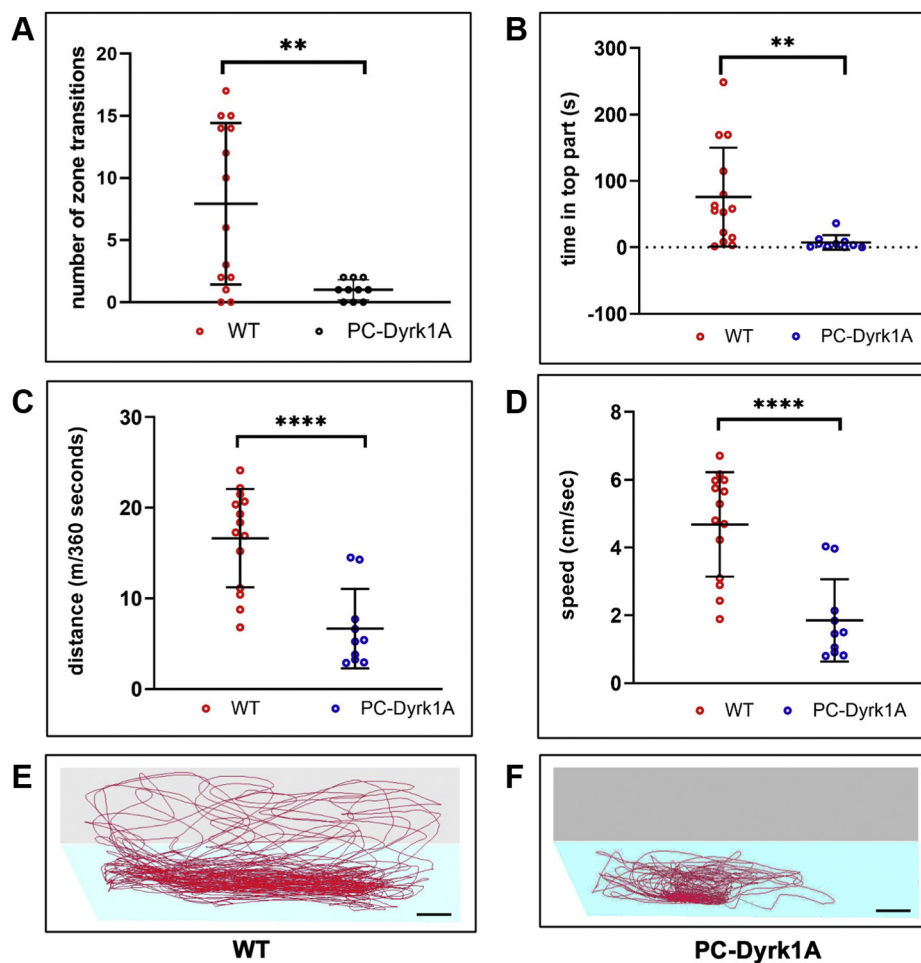 A
**
number of zone transitions
20
15
10
5
0
WT
PC-Dyrk1A
B
**
time in top part (s)
300
200
100
0
-100
WT
PC-Dyrk1A
C
****
distance (m/360 seconds)
30
20
10
0
WT
PC-Dyrk1A
D
****
speed (cm/sec)
8
6
4
2
0
WT
PC-Dyrk1A
E
WT
F
PC-Dyrk1A